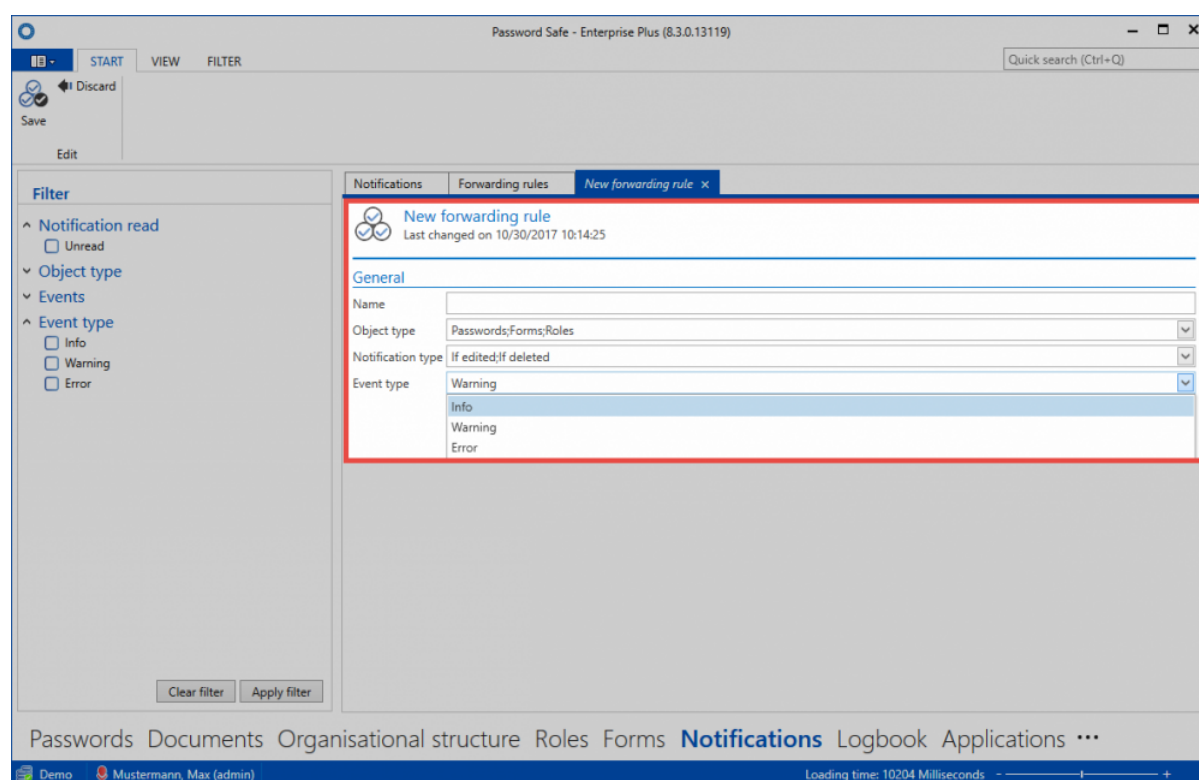 Password Safe - Enterprise Plus (8.3.0.13119)
START VIEW FILTER
Quick search (Ctrl+Q)
Discard
Save
Edit
Filter
Notification read
Unread
Object type
Events
Event type
Info
Warning
Error
Clear filter Apply filter
Notifications Forwarding rules New forwarding rule ×
New forwarding rule
Last changed on 10/30/2017 10:14:25
General
Name
Object type Passwords;Forms;Roles
Notification type If edited;If deleted
Event type Warning
Info
Warning
Error
Passwords Documents Organisational structure Roles Forms Notifications Logbook Applications •••
Demo Mustermann, Max (admin) Loading time: 10204 Milliseconds - +